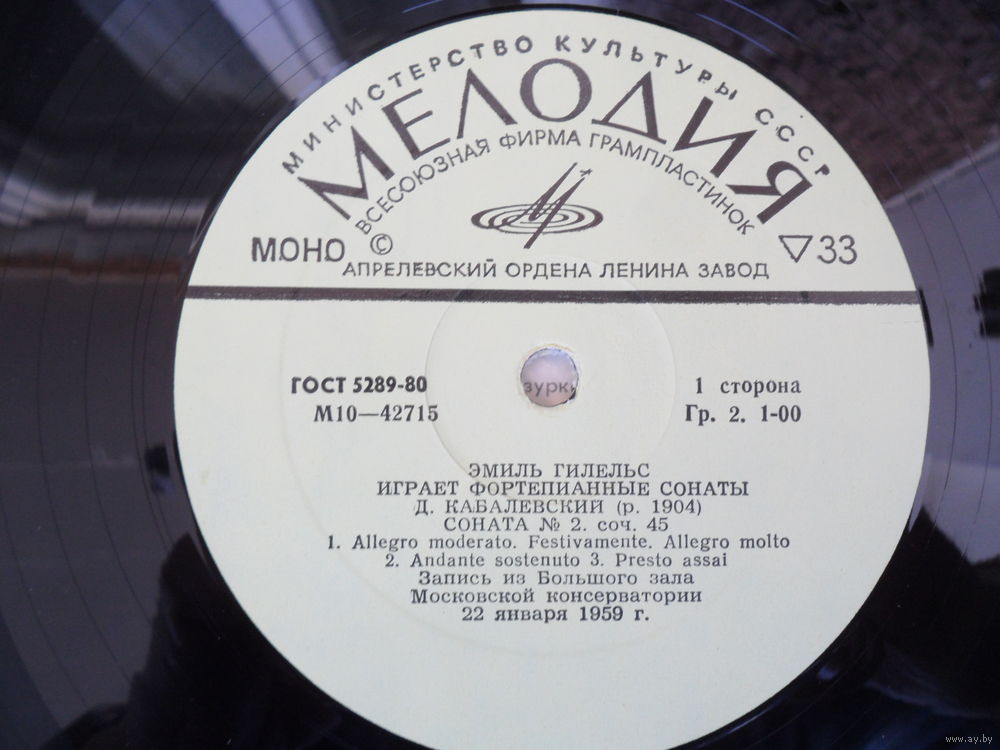 МИНИСТЕРСТВО КУЛЬТУРЫ СССР
МЕЛОДИЯ
ВСЕСОЮЗНАЯ ФИРМА ГРАМПЛАСТИНОК
МОНО © ▽33
АПРЕЛЕВСКИЙ ОРДЕНА ЛЕНИНА ЗАВОД
ГОСТ 5289-80 1 сторона
М10—42715 Гр. 2. 1-00
ЭМИЛЬ ГИЛЕЛЬС
ИГРАЕТ ФОРТЕПИАННЫЕ СОНАТЫ
Д. КАБАЛЕВСКИЙ (р. 1904)
СОНАТА № 2. соч. 45
1. Allegro moderato. Festivamente. Allegro molto
2. Andante sostenuto 3. Presto assai
Запись из Большого зала
Московской консерватории
22 января 1959 г.
www.ay.by